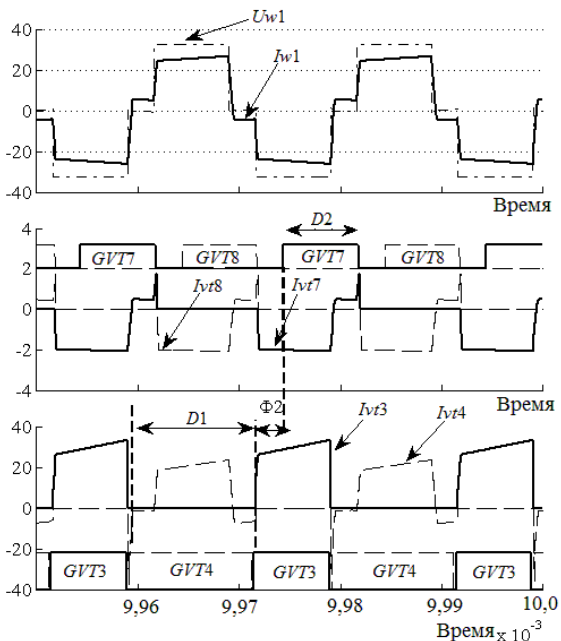 Uw1
40
Iw1
20
0
-20
-40
Время
D2
4
GVT7 GVT8 GVT7 GVT8
2
Ivt8 Ivt7
0
-2
-4
Время
Ф2
D1
Ivt3 Ivt4
40
20
0
-20
GVT3 GVT4 GVT3 GVT4 GVT3
-40
9,96 9,97 9,98 9,99 10,0
Время x 10⁻³